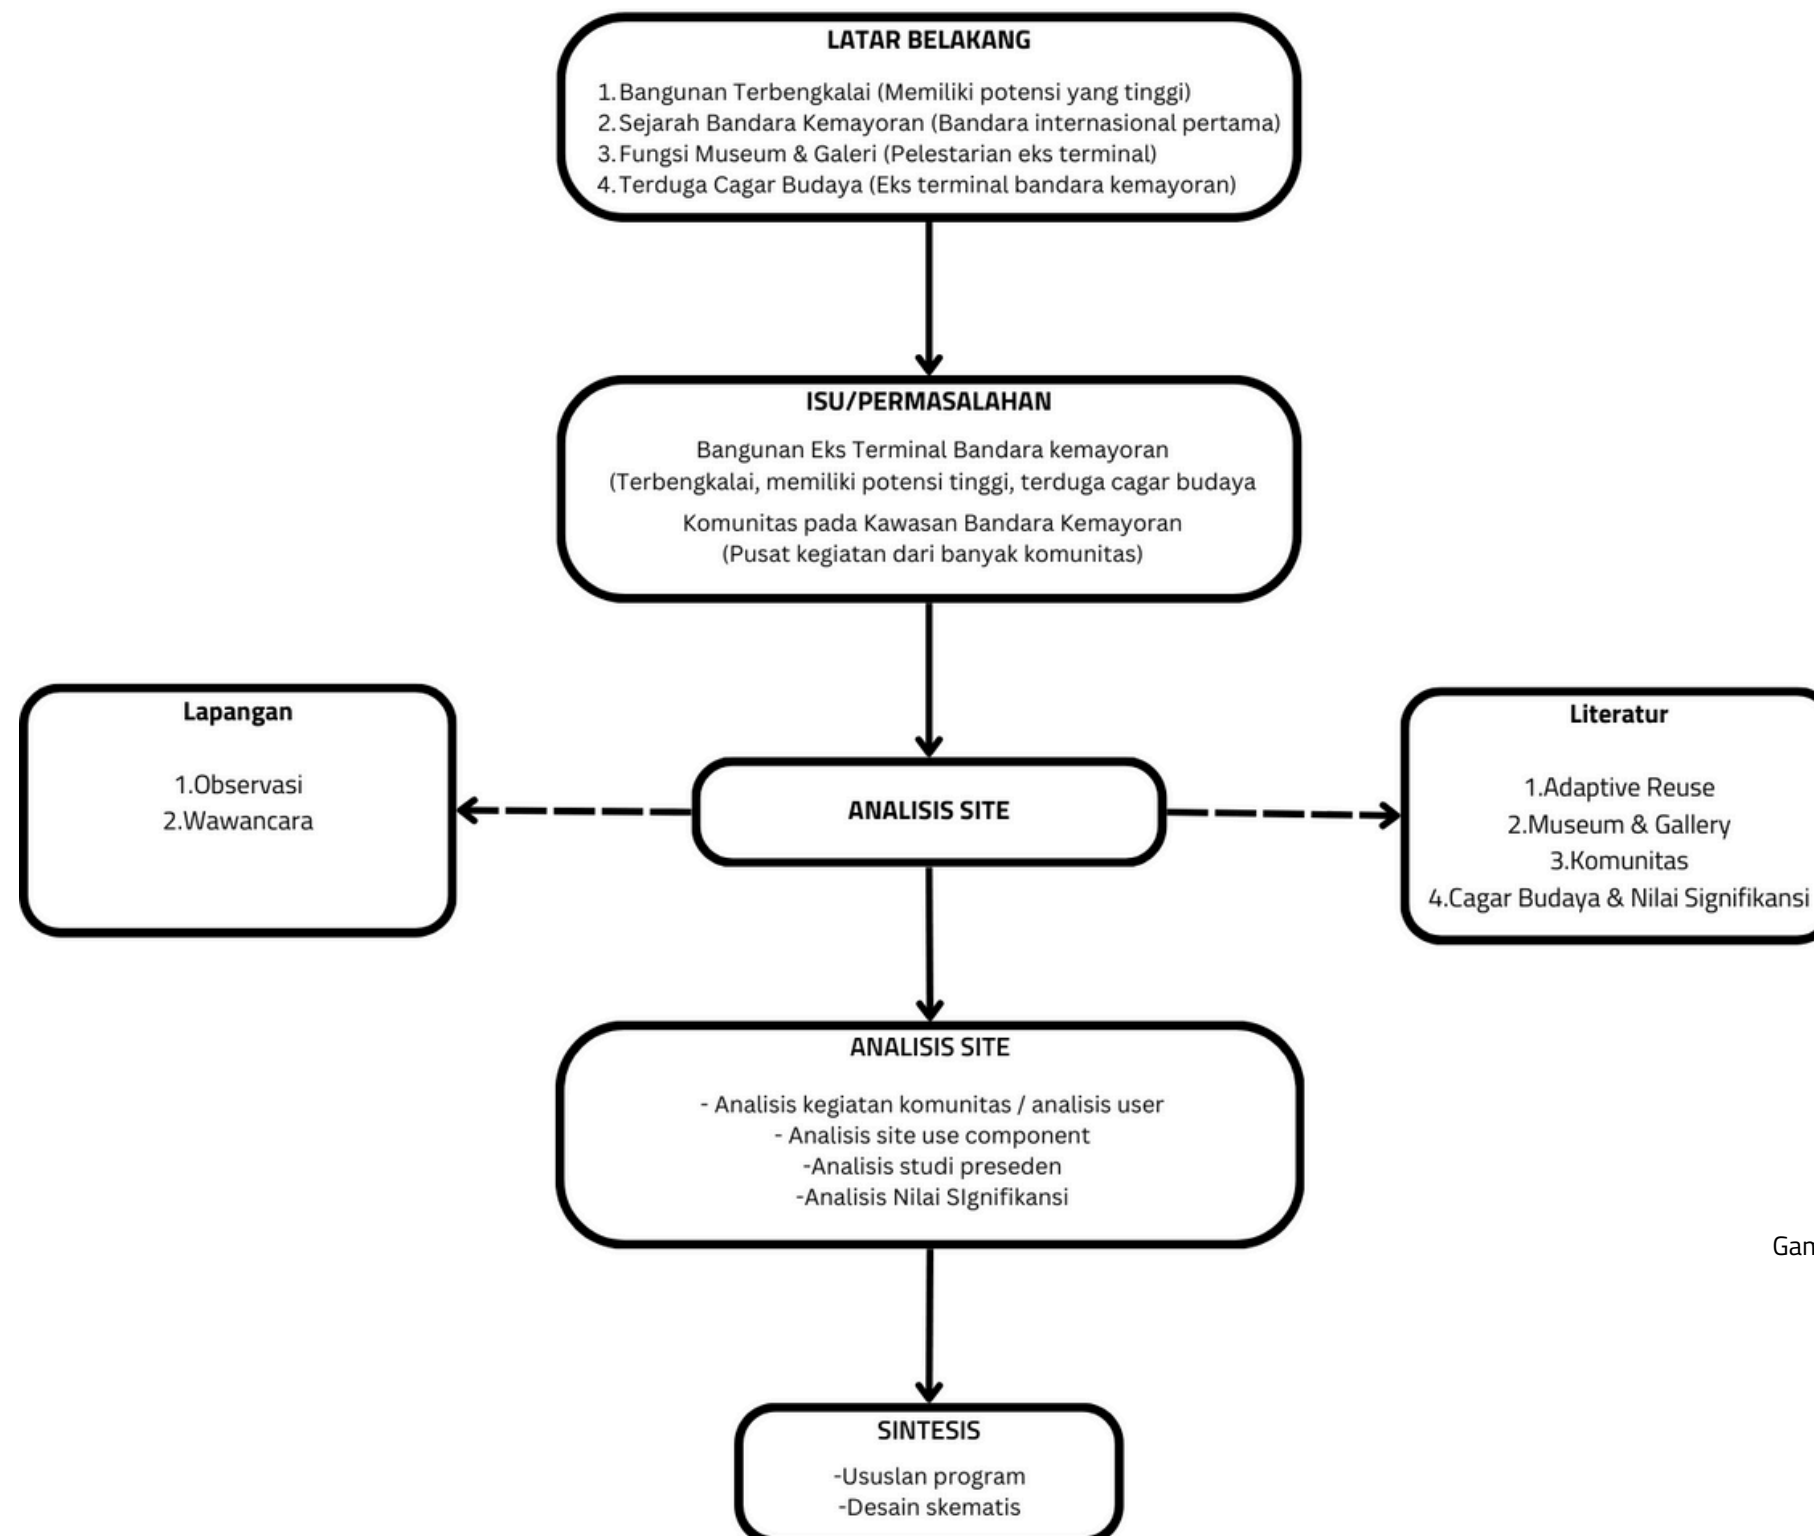 LATAR BELAKANG
1.Bangunan Terbengkalai (Memiliki potensi yang tinggi)
2.Sejarah Bandara Kemayoran (Bandara internasional pertama)
3.Fungsi Museum & Galeri (Pelestarian eks terminal)
4.Terduga Cagar Budaya (Eks terminal bandara kemayoran)
ISU/PERMASALAHAN
Bangunan Eks Terminal Bandara kemayoran
(Terbengkalai, memiliki potensi tinggi, terduga cagar budaya
Komunitas pada Kawasan Bandara Kemayoran
(Pusat kegiatan dari banyak komunitas)
Lapangan
1.Observasi
2.Wawancara
ANALISIS SITE
Literatur
1.Adaptive Reuse
2.Museum & Gallery
3.Komunitas
4.Cagar Budaya & Nilai Signifikansi
ANALISIS SITE
- Analisis kegiatan komunitas / analisis user
- Analisis site use component
-Analisis studi preseden
-Analisis Nilai SIgnifikansi
SINTESIS
-Ususlan program
-Desain skematis